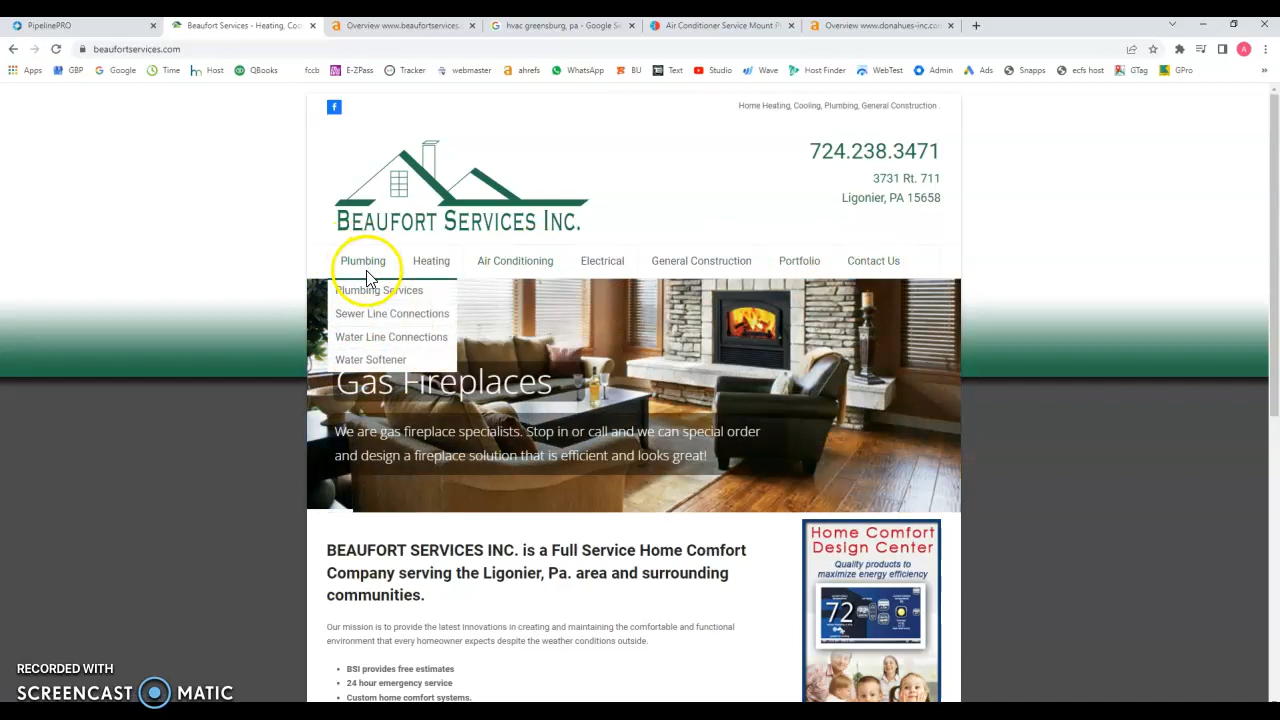 PipelinePRO
Beaufort Services - Heating, Coo
Overview www.beaufortservices.
hvac greensburg, pa - Google Se
Air Conditioner Service Mount Pl
Overview www.donahues-inc.com
beaufortservices.com
A
Apps GBP Google Time Host QBooks fccb E-ZPass Tracker webmaster ahrefs WhatsApp BU Text Studio Wave Host Finder WebTest Admin Ads Snapps ecfs host GTag GPro »
Home Heating, Cooling, Plumbing, General Construction .
724.238.3471
3731 Rt. 711
Ligonier, PA 15658
BEAUFORT SERVICES INC.
Plumbing Heating Air Conditioning Electrical General Construction Portfolio Contact Us
Plumbing Services
Sewer Line Connections
Water Line Connections
Water Softener
Gas Fireplaces
We are gas fireplace specialists. Stop in or call and we can special order
and design a fireplace solution that is efficient and looks great!
BEAUFORT SERVICES INC. is a Full Service Home Comfort
Company serving the Ligonier, Pa. area and surrounding
communities.
Our mission is to provide the latest innovations in creating and maintaining the comfortable and functional
environment that every homeowner expects despite the weather conditions outside.
BSI provides free estimates
24 hour emergency service
Custom home comfort systems.
Home Comfort
Design Center
Quality products to
maximize energy efficiency
72
RECORDED WITH
SCREENCAST MATIC